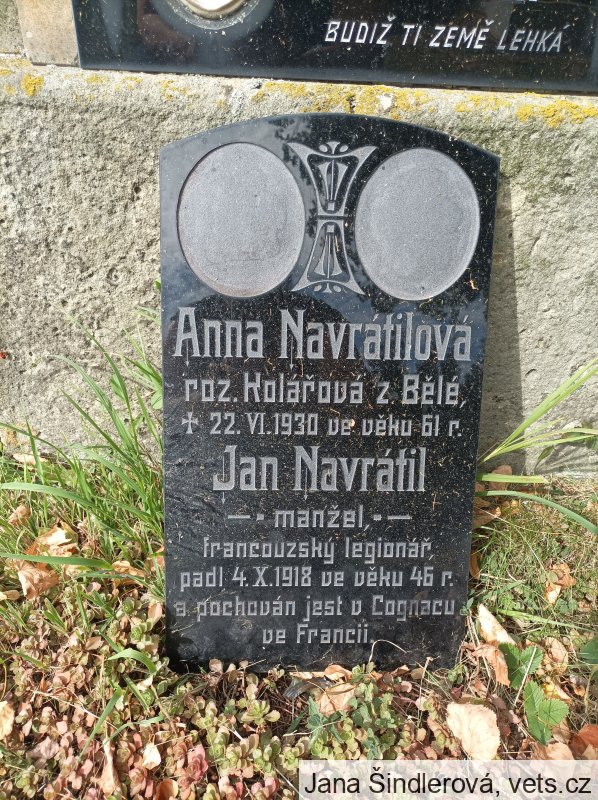 BUDIŽ TI ZEMĚ LEHKÁ
Anna Navrátilová
roz. Kolářová z Bělé,
✝ 22. VI. 1930 ve věku 61 r.
Jan Navrátil
—•manžel,•—
francouzský legionář,
padl 4. X. 1918 ve věku 46 r.
a pochován jest v Cognacu
ve Francii.
Jana Šindlerová, vets.cz